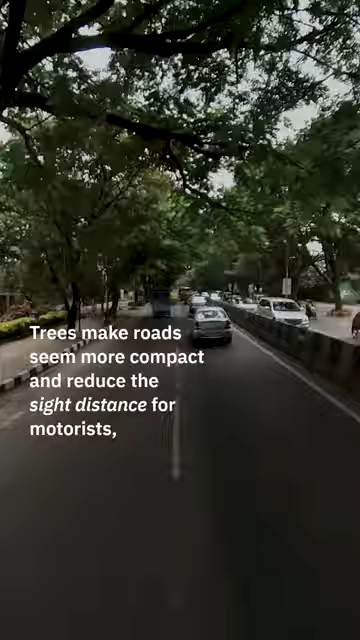 Trees make roads
seem more compact
and reduce the
sight distance for
motorists,